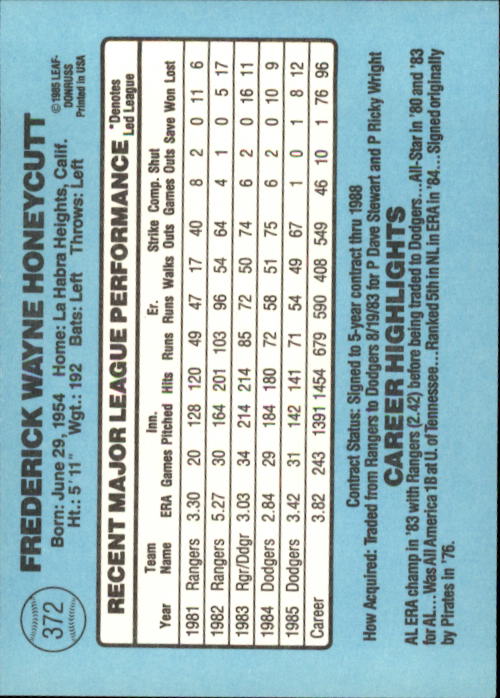 372
FREDERICK WAYNE HONEYCUTT
©1985 LEAF-
DONRUSS
Printed in USA
Born: June 29, 1954 Home: La Habra Heights, Calif.
Ht.: 5' 11" Wgt.: 192 Bats: Left Throws: Left
RECENT MAJOR LEAGUE PERFORMANCE *Denotes Led League
Team Inn. Er. Strike Comp. Shut
Year Name ERA Games Pitched Hits Runs Runs Walks Outs Games Outs Save Won Lost
1981 Rangers 3.30 20 128 120 49 47 17 40 8 2 0 11 6
1982 Rangers 5.27 30 164 201 103 96 54 64 4 1 0 5 17
1983 Rgr/Ddgr 3.03 34 214 214 85 72 50 74 6 2 0 16 11
1984 Dodgers 2.84 29 184 180 72 58 51 75 6 2 0 10 9
1985 Dodgers 3.42 31 142 141 71 54 49 67 1 0 1 8 12
Career 3.82 243 1391 1454 679 590 408 549 46 10 1 76 96
Contract Status: Signed to 5-year contract thru 1988
How Acquired: Traded from Rangers to Dodgers 8/19/83 for P Dave Stewart and P Ricky Wright
CAREER HIGHLIGHTS
AL ERA champ in '83 with Rangers (2.42) before being traded to Dodgers...All-Star in '80 and '83
for AL...Was All America 1B at U. of Tennessee...Ranked 5th in NL in ERA in '84...Signed originally
by Pirates in '76.